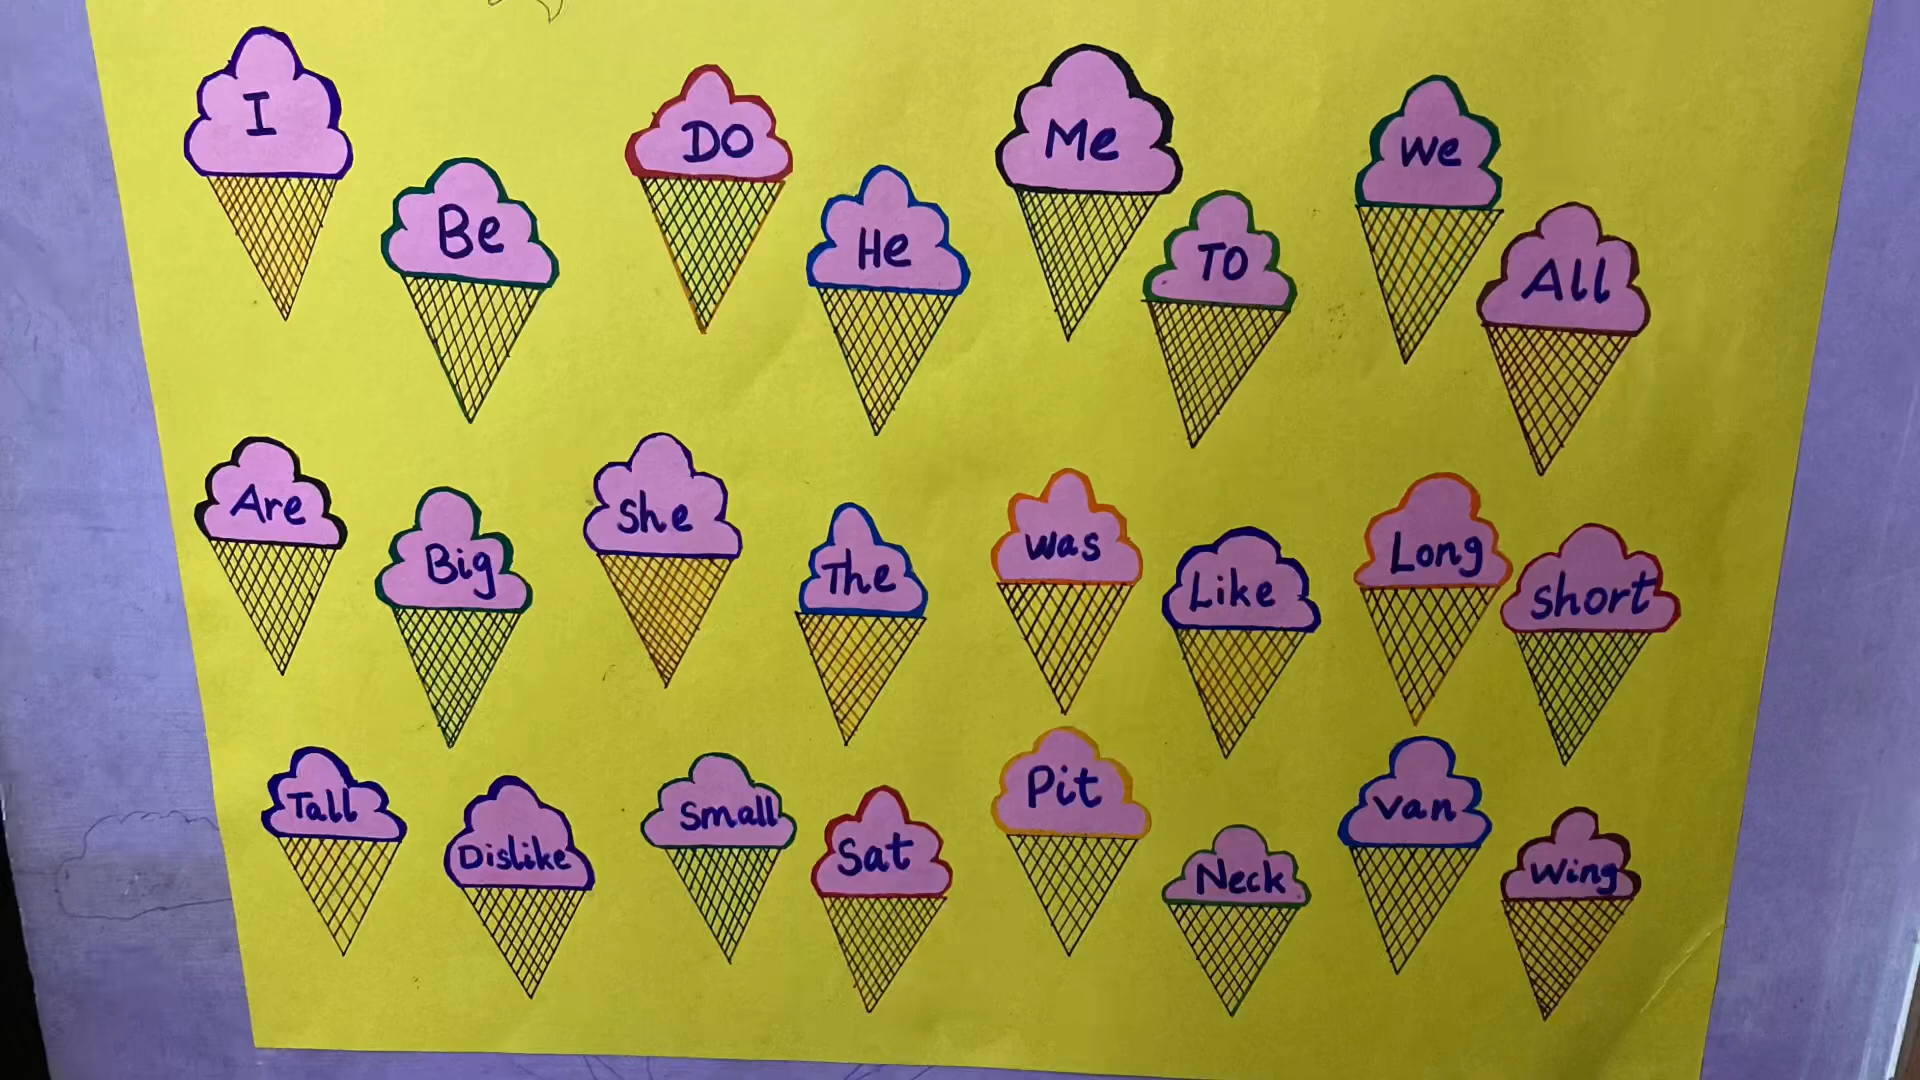 I
Be
DO
He
Me
TO
We
All
Are
Big
She
The
Was
Like
Long
Short
Tall
Dislike
Small
Sat
Pit
Neck
Van
Wing